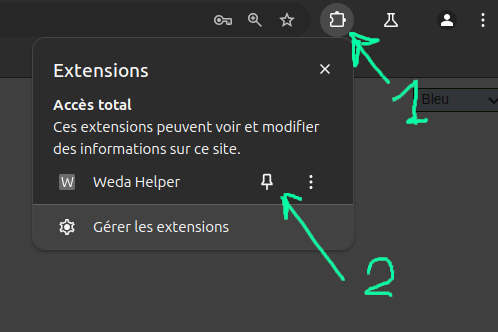 1
Bleu
Extensions
Accès total
Ces extensions peuvent voir et modifier
des informations sur ce site.
W Weda Helper
Gérer les extensions
2